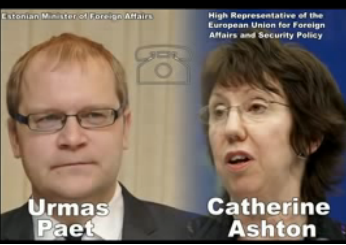 Estonian Minister of Foreign Affairs
High Representative of the
European Union for Foreign
Affairs and Security Policy
Urmas
Paet
Catherine
Ashton